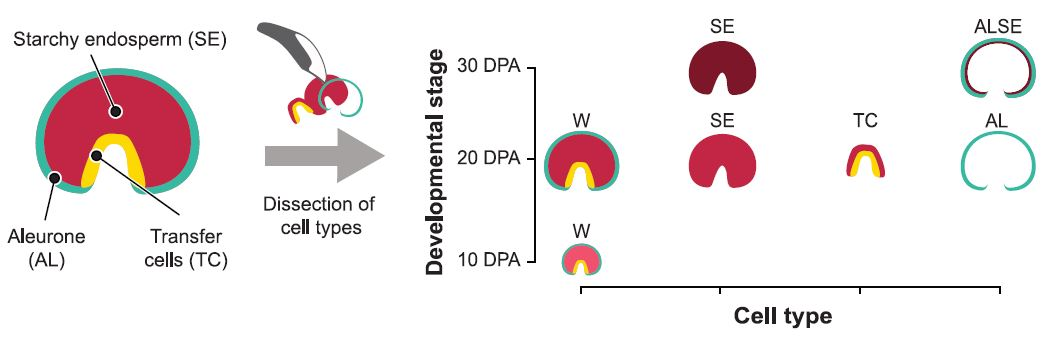 Starchy endosperm (SE)
Aleurone
(AL)
Transfer
cells (TC)
Dissection of
cell types
Developmental stage
30 DPA
SE
ALSE
20 DPA
W
SE
TC
AL
10 DPA
W
Cell type